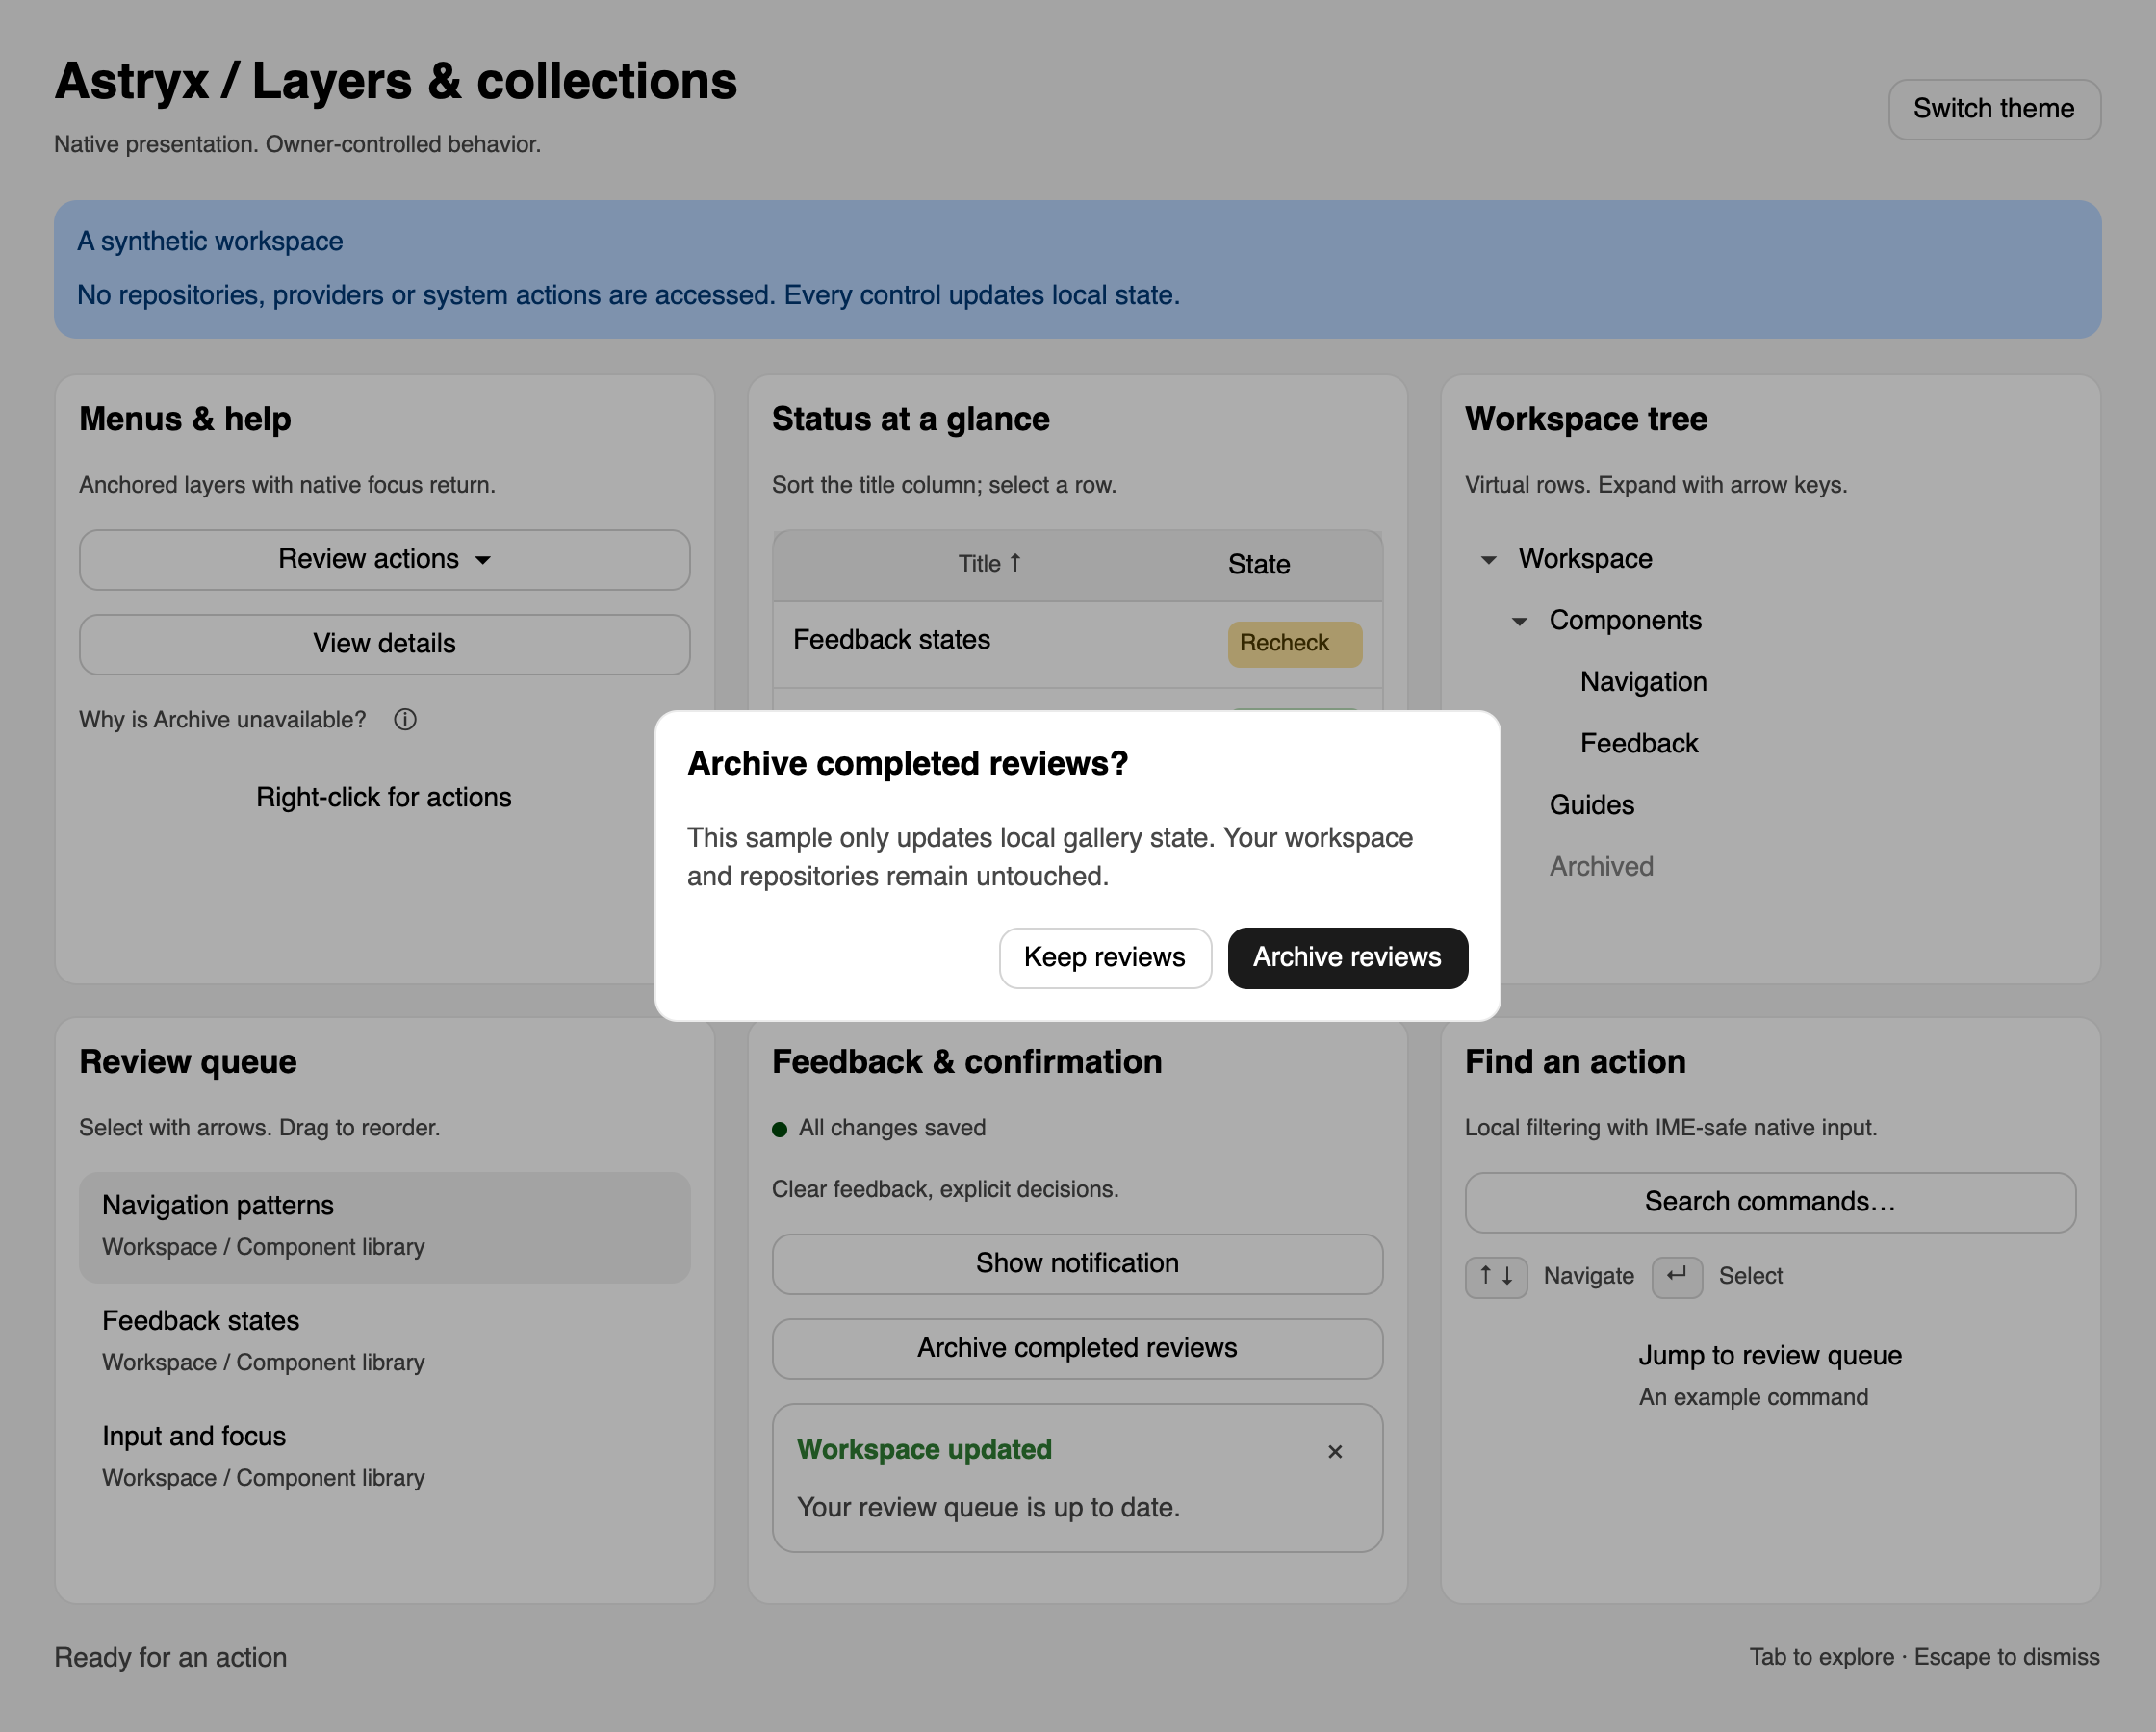 Astryx / Layers & collections
Native presentation. Owner-controlled behavior.
Switch theme
A synthetic workspace
No repositories, providers or system actions are accessed. Every control updates local state.
Menus & help
Anchored layers with native focus return.
Review actions
View details
Why is Archive unavailable?
Right-click for actions
Status at a glance
Sort the title column; select a row.
Title ↑ State
Feedback states Recheck
Workspace tree
Virtual rows. Expand with arrow keys.
Workspace
Components
Navigation
Feedback
Guides
Archived
Archive completed reviews?
This sample only updates local gallery state. Your workspace
and repositories remain untouched.
Keep reviews
Archive reviews
Review queue
Select with arrows. Drag to reorder.
Navigation patterns
Workspace / Component library
Feedback states
Workspace / Component library
Input and focus
Workspace / Component library
Feedback & confirmation
All changes saved
Clear feedback, explicit decisions.
Show notification
Archive completed reviews
Workspace updated ×
Your review queue is up to date.
Find an action
Local filtering with IME-safe native input.
Search commands…
↑ ↓ Navigate ↵ Select
Jump to review queue
An example command
Ready for an action
Tab to explore · Escape to dismiss